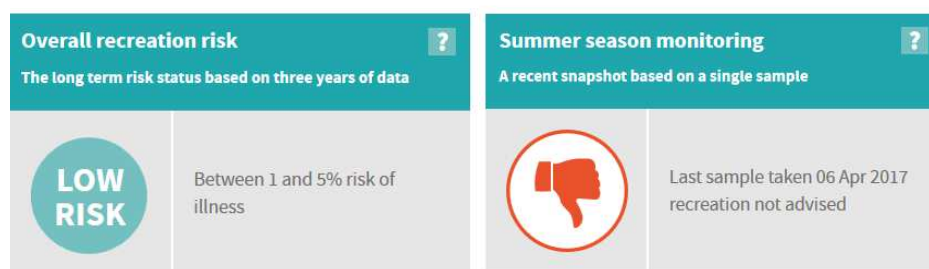 Overall recreation risk
?
The long term risk status based on three years of data
LOW
RISK
Between 1 and 5% risk of
illness
Summer season monitoring
?
A recent snapshot based on a single sample
Last sample taken 06 Apr 2017
recreation not advised